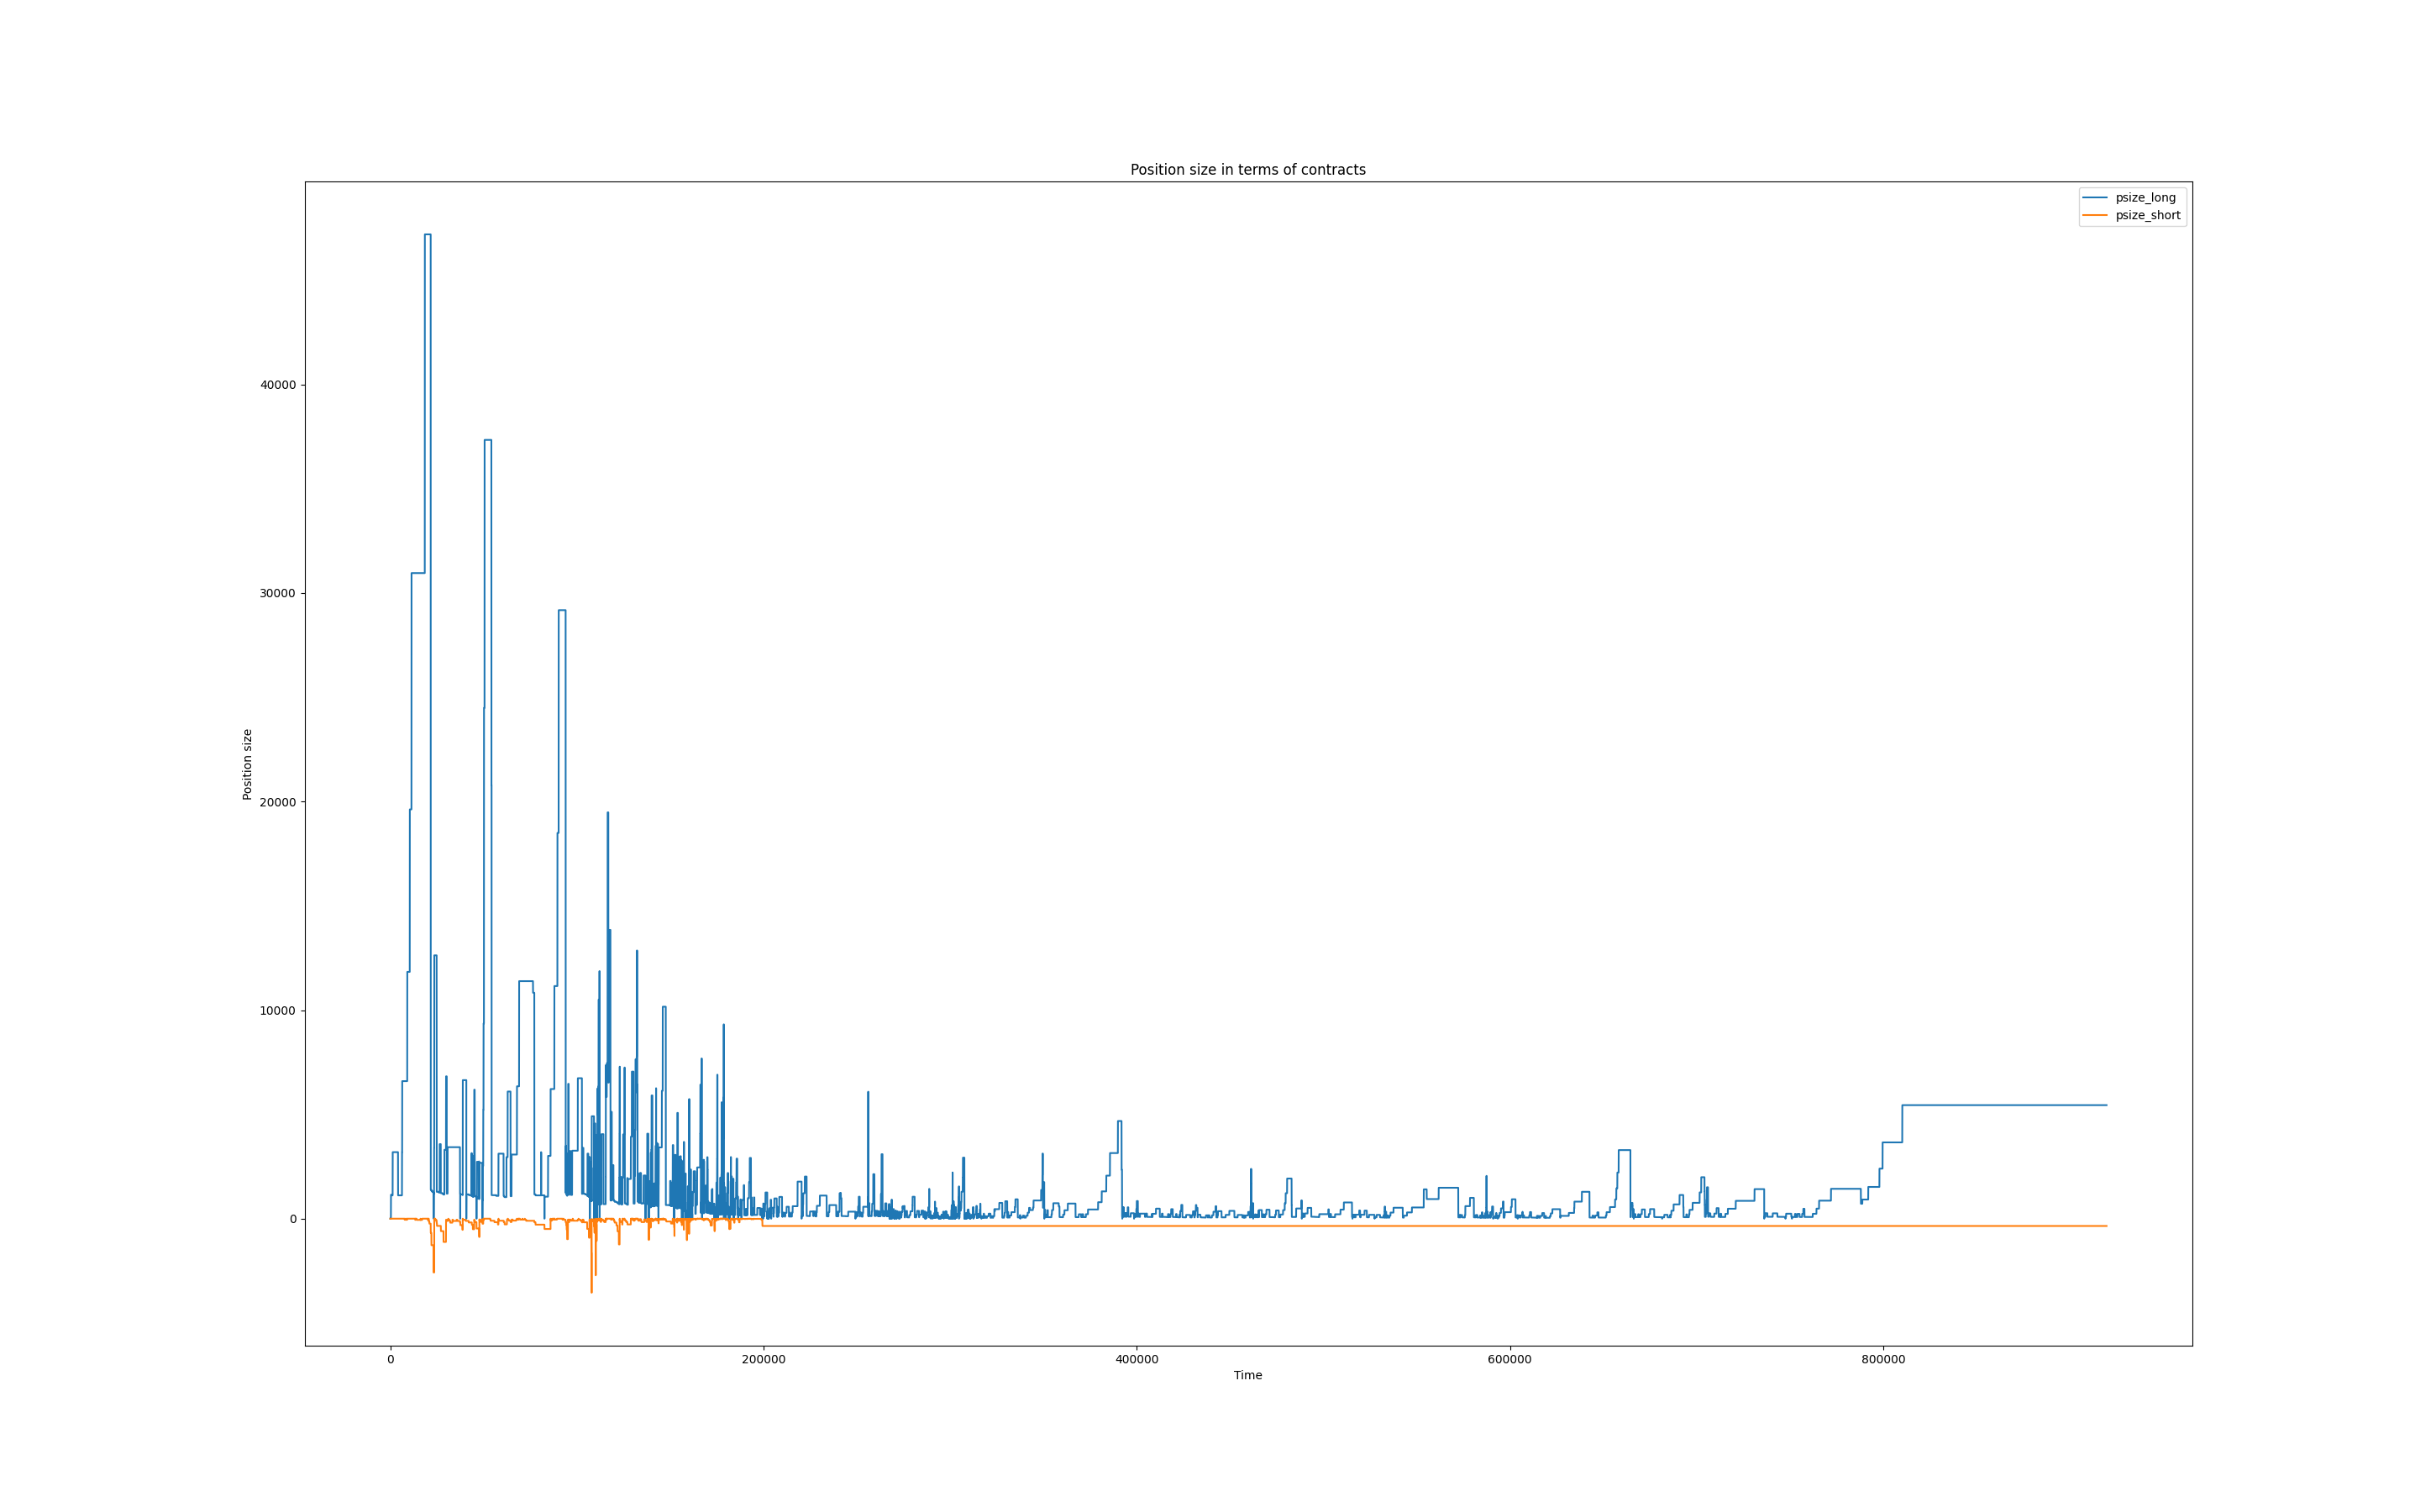 Position size in terms of contracts
psize_long
psize_short
Position size
40000
30000
20000
10000
0
0
200000
400000
600000
800000
Time